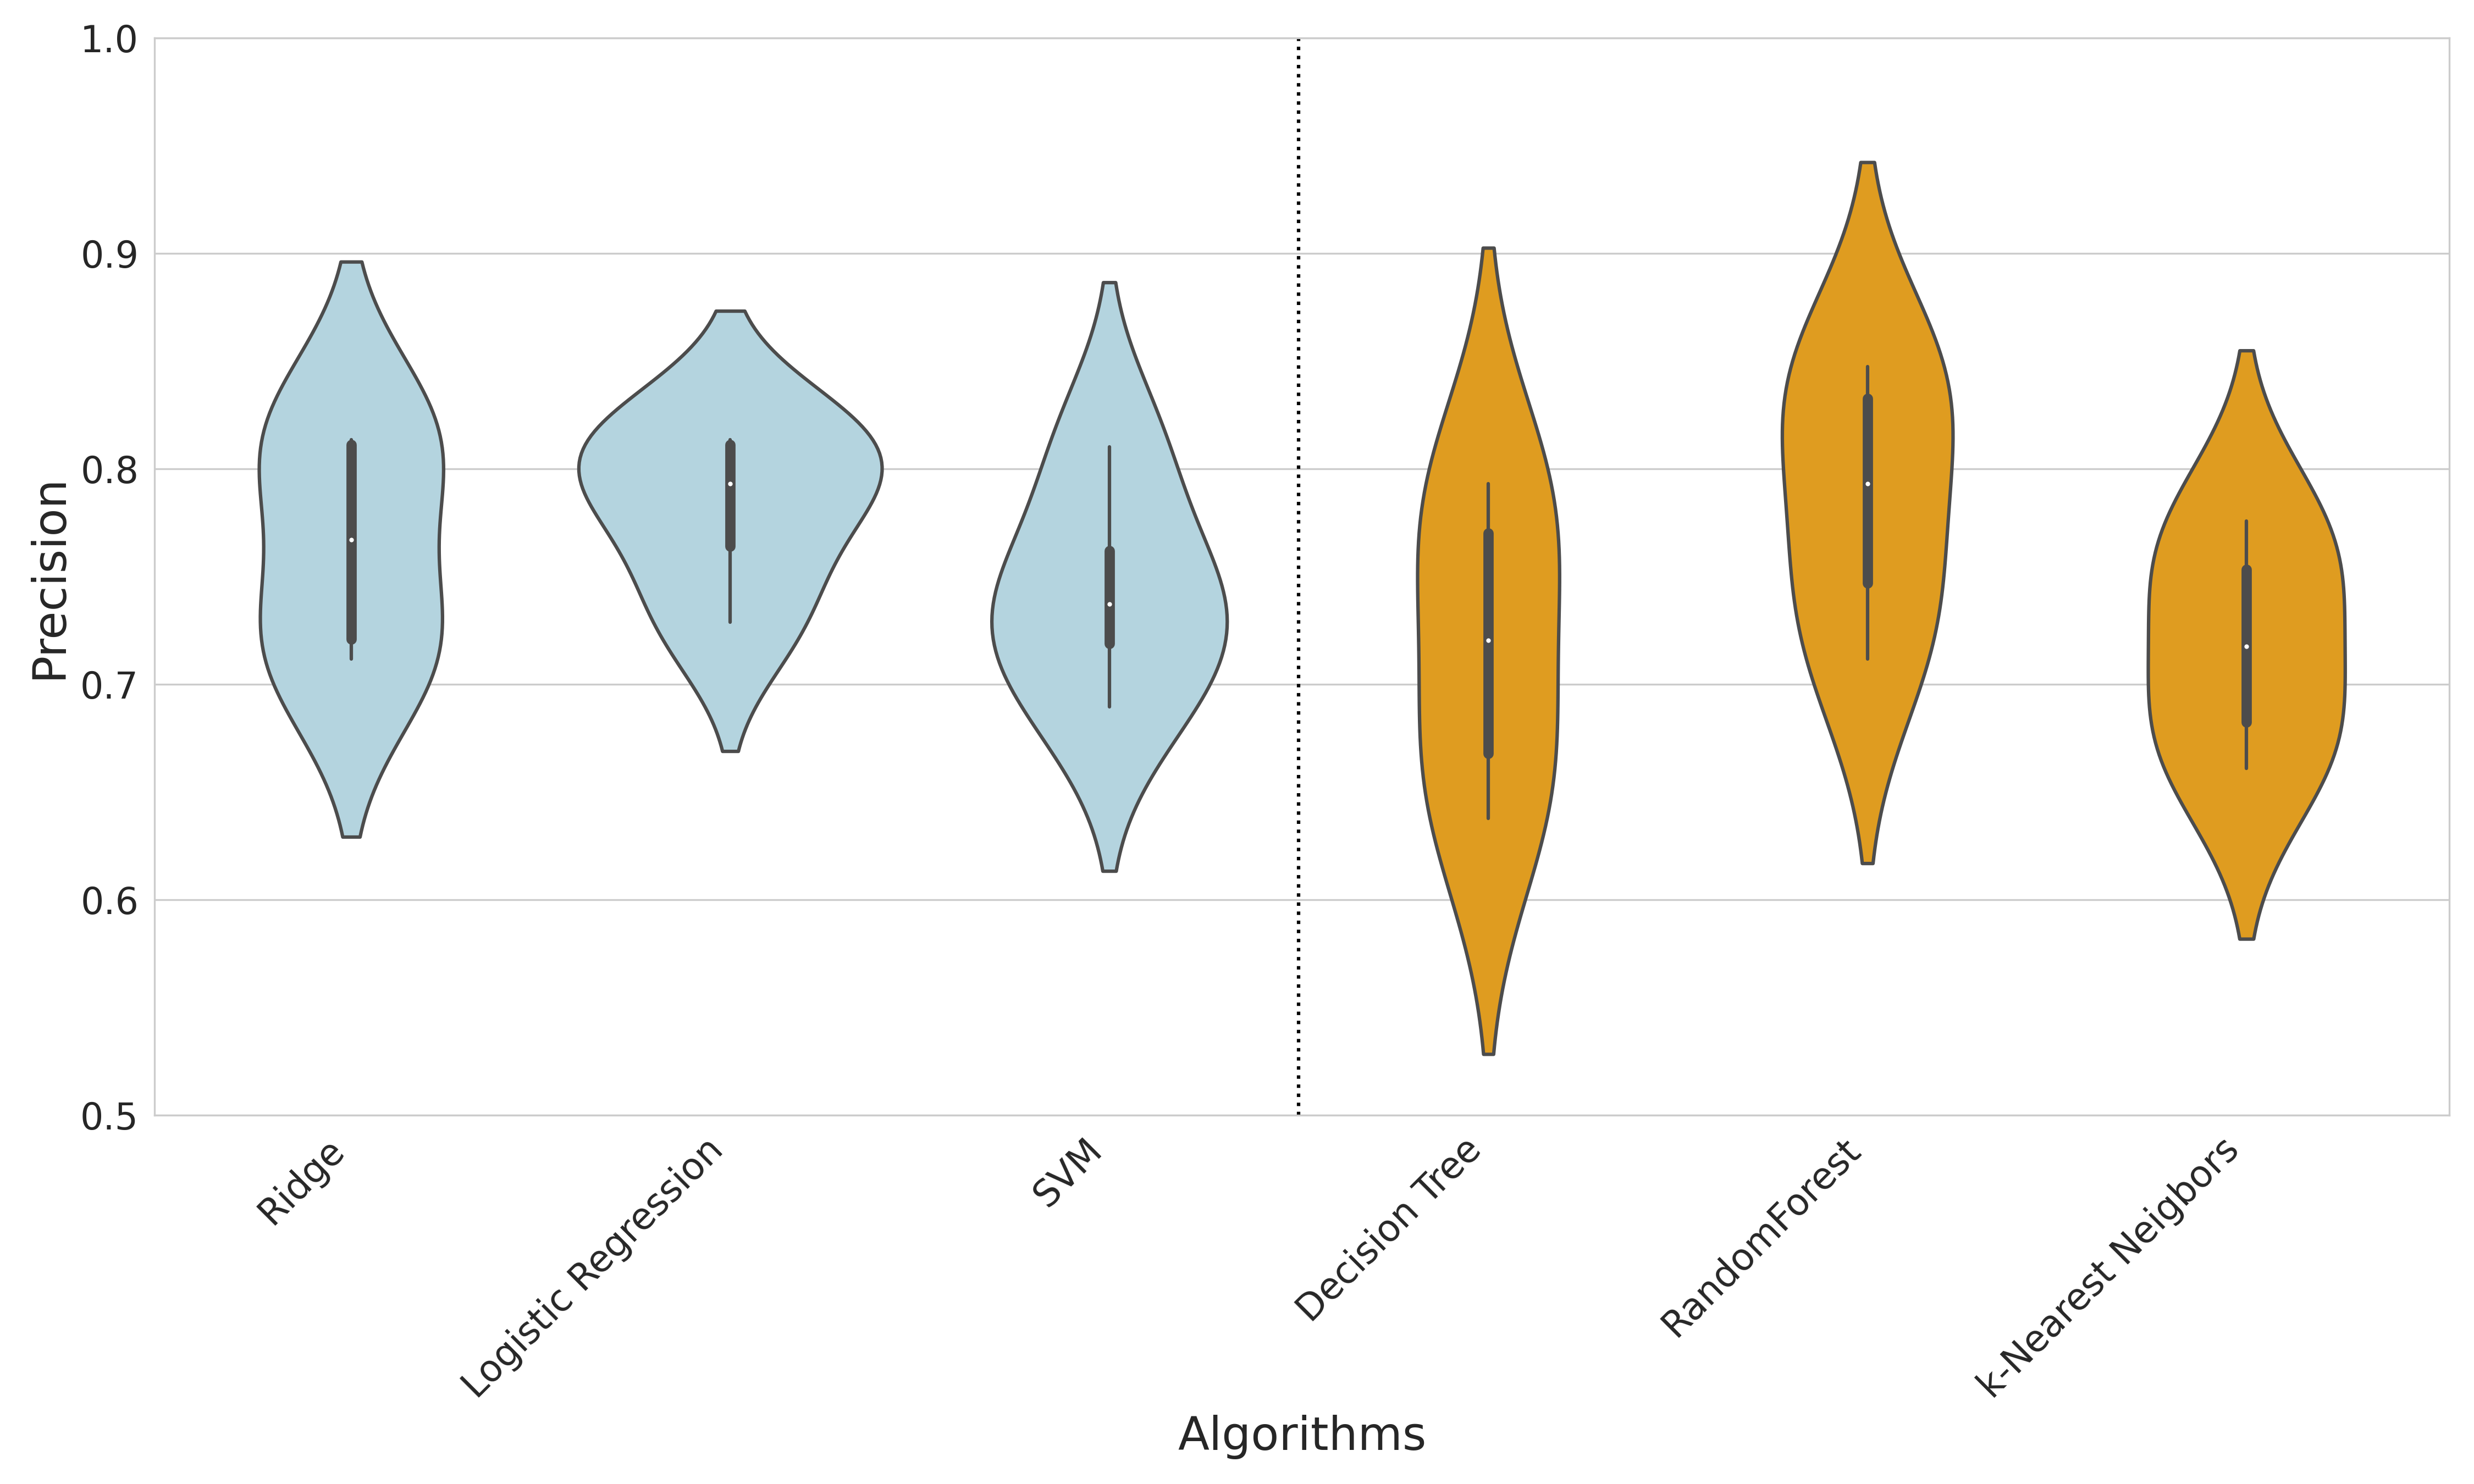 1.0
0.9
0.8
0.7
0.6
0.5
Precision
Ridge
Logistic Regression
SVM
Decision Tree
RandomForest
k-Nearest Neigbors
Algorithms